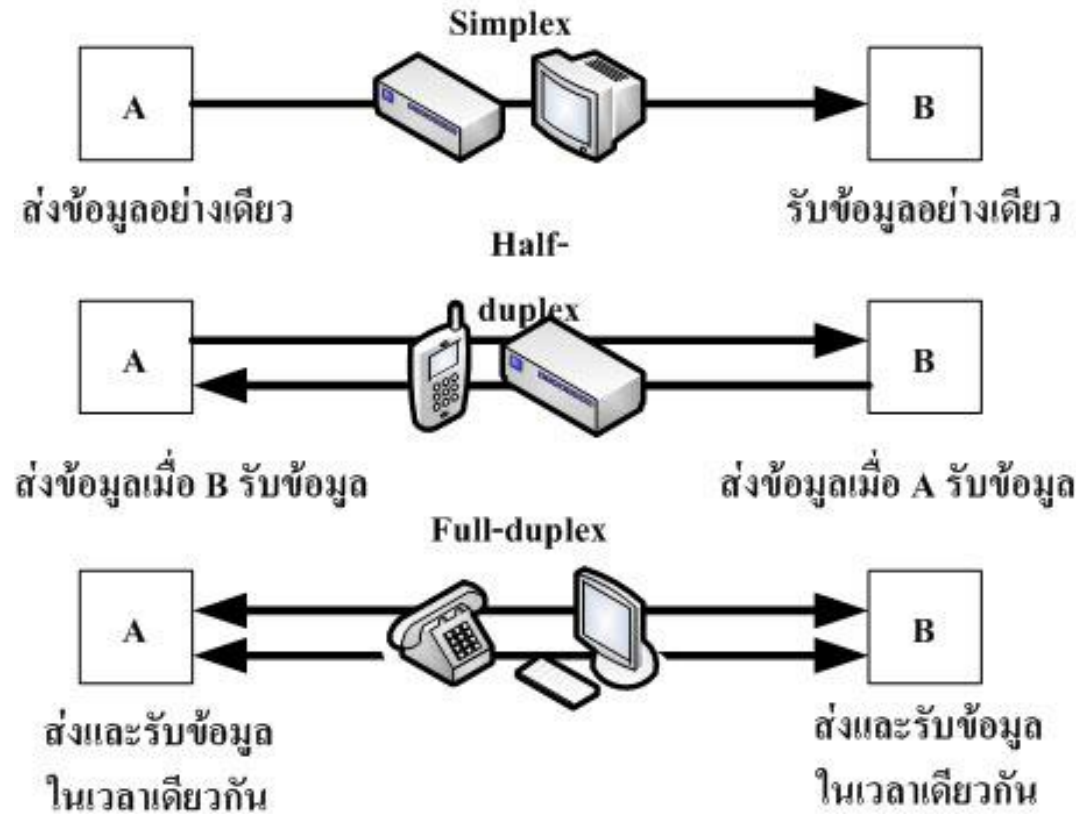 Simplex
A
B
ส่งข้อมูลอย่างเดียว
รับข้อมูลอย่างเดียว
Half-
duplex
A
B
ส่งข้อมูลเมื่อ B รับข้อมูล
ส่งข้อมูลเมื่อ A รับข้อมูล
Full-duplex
A
B
ส่งและรับข้อมูล
ในเวลาเดียวกัน
ส่งและรับข้อมูล
ในเวลาเดียวกัน